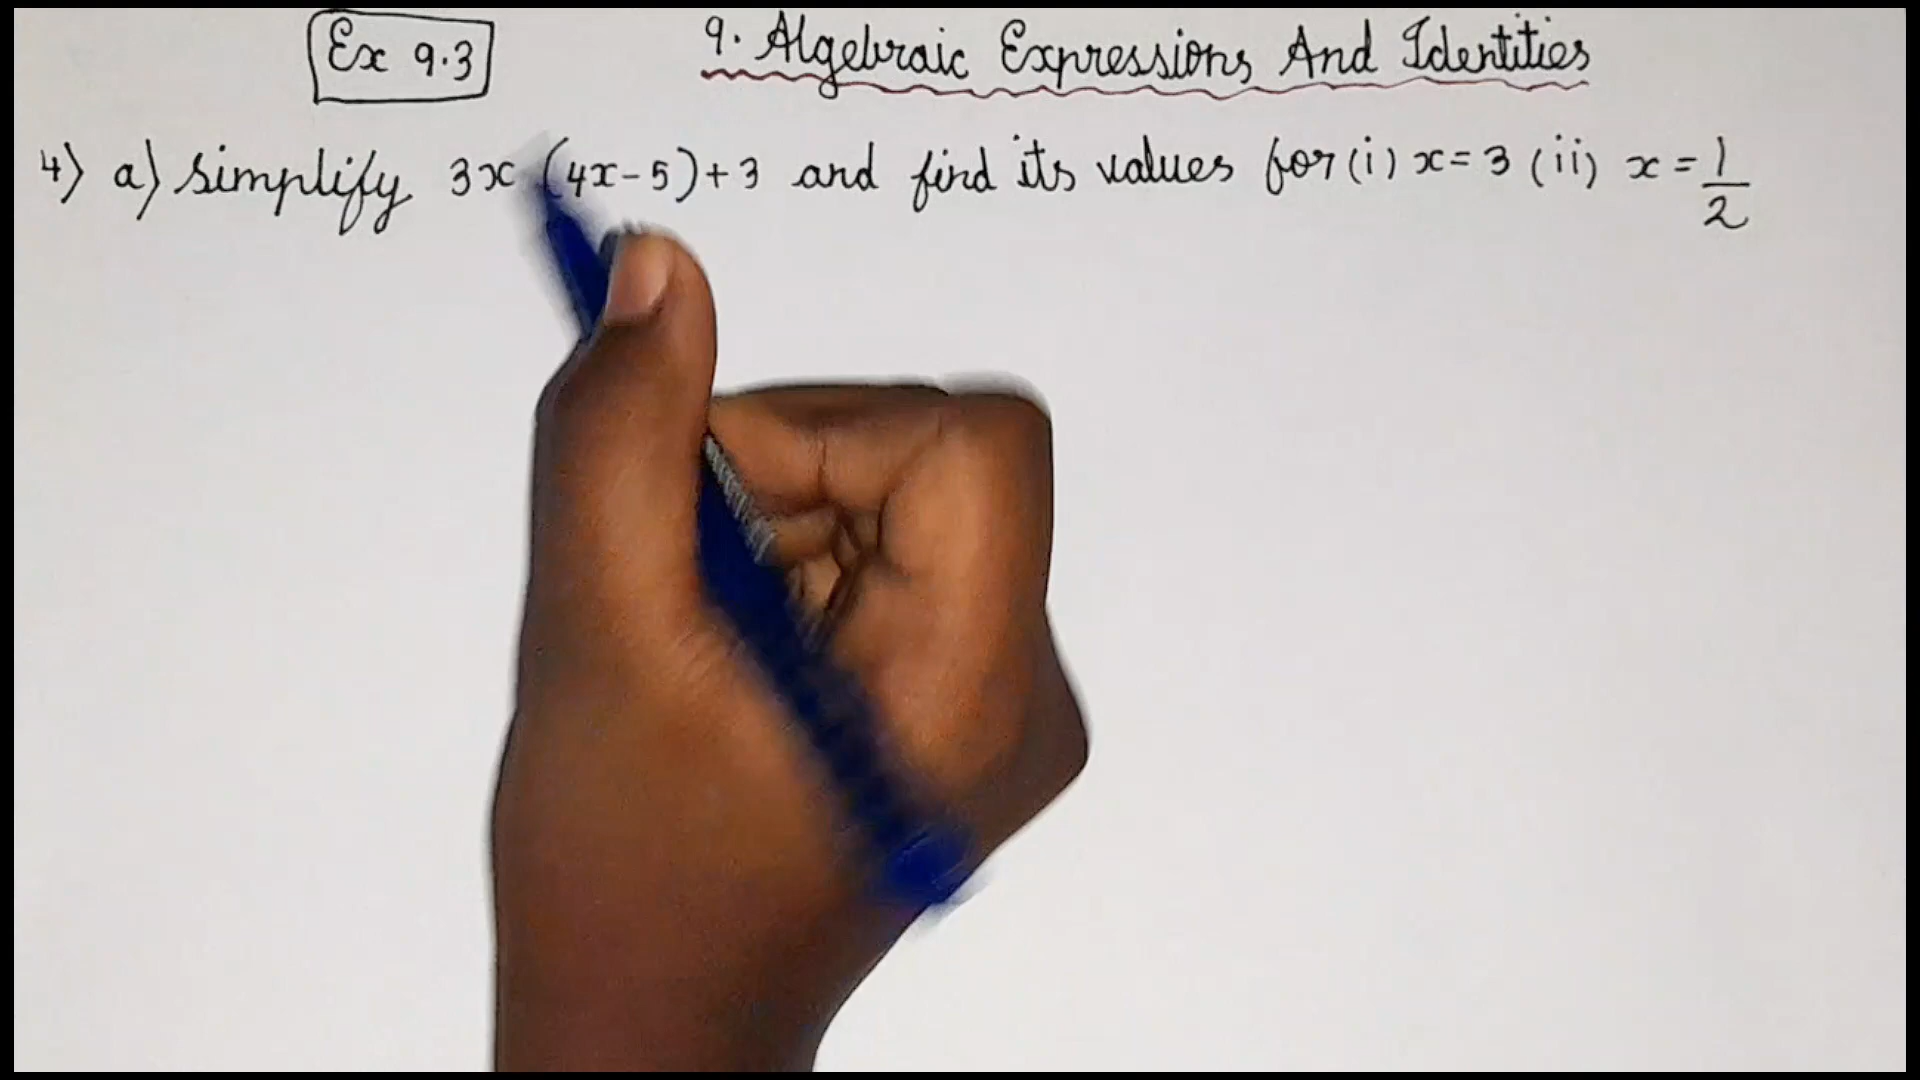 Ex 9.3
9. Algebraic Expressions And Identities
4) a) simplify 3x (4x-5)+3 and find its values for (i) x=3 (ii) x=1/2